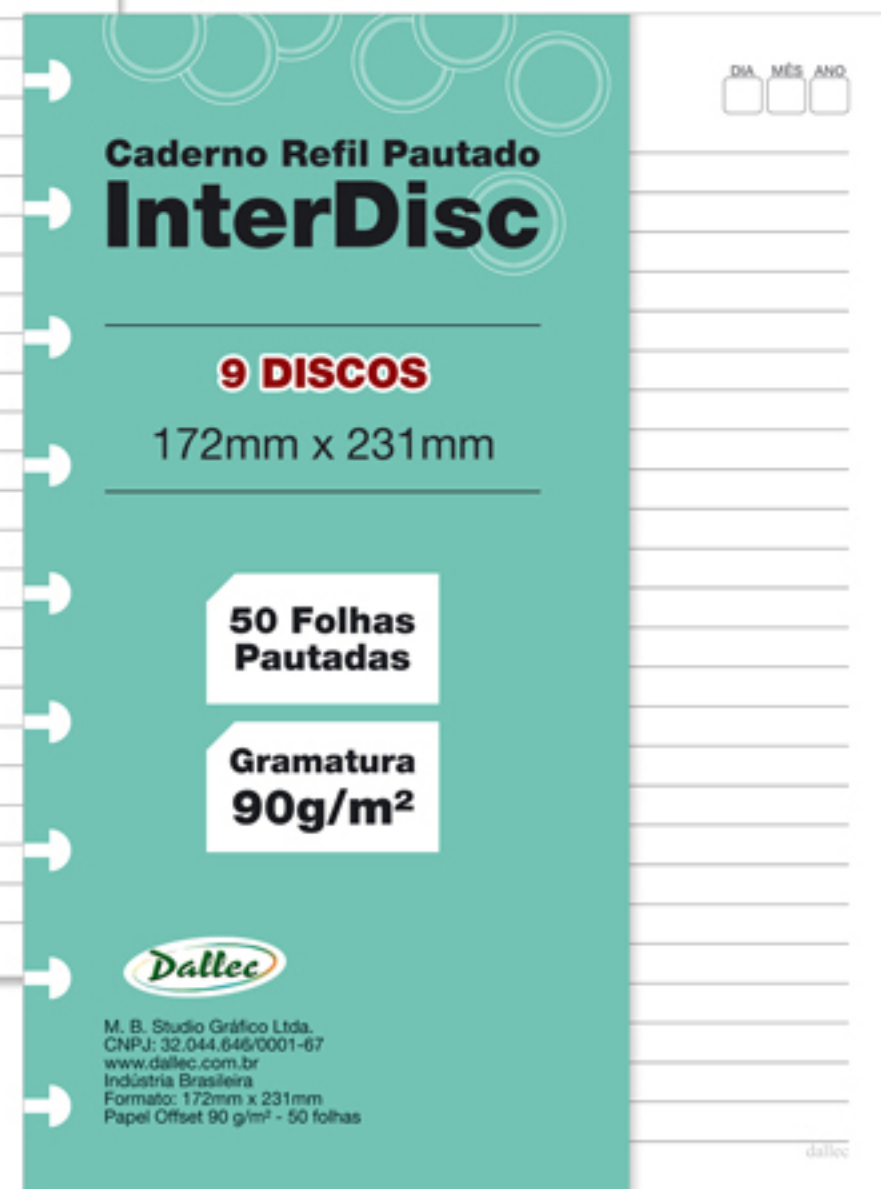 DIA MÊS ANO
Caderno Refil Pautado
InterDisc
9 DISCOS
172mm x 231mm
50 Folhas
Pautadas
Gramatura
90g/m²
Dallec
M. B. Studio Gráfico Ltda.
CNPJ: 32.044.646/0001-67
www.dallec.com.br
Indústria Brasileira
Formato: 172mm x 231mm
Papel Offset 90 g/m² - 50 folhas
dallec